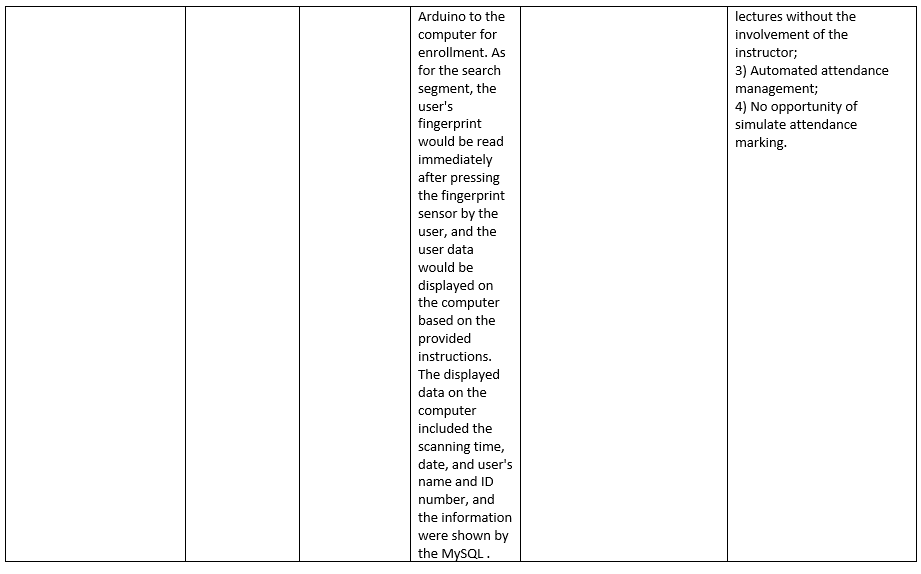 Arduino to the
computer for
enrollment. As
for the search
segment, the
user's
fingerprint
would be read
immediately
after pressing
the fingerprint
sensor by the
user, and the
user data
would be
displayed on
the computer
based on the
provided
instructions.
The displayed
data on the
computer
included the
scanning time,
date, and user's
name and ID
number, and
the information
were shown by
the MySQL .
lectures without the
involvement of the
instructor;
3) Automated attendance
management;
4) No opportunity of
simulate attendance
marking.